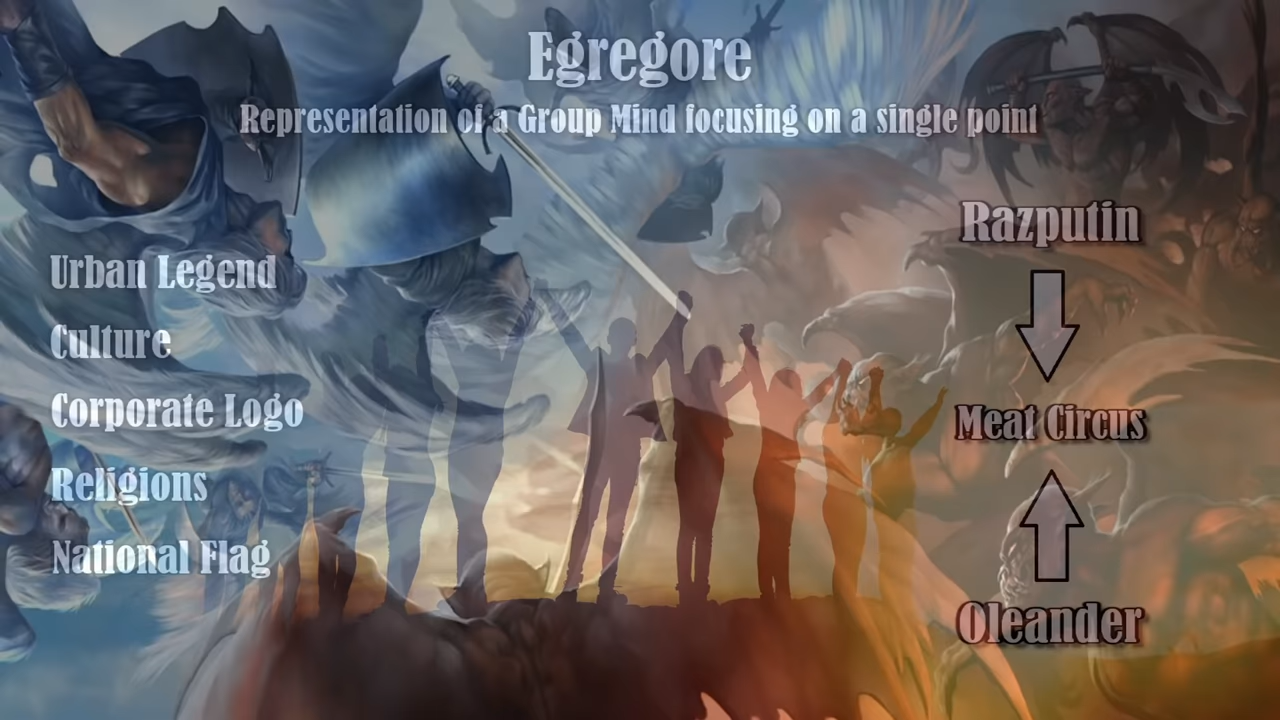 Egregore
Representation of a Group Mind focusing on a single point
Urban Legend
Culture
Corporate Logo
Religions
National Flag
Razputin
Meat Circus
Oleander